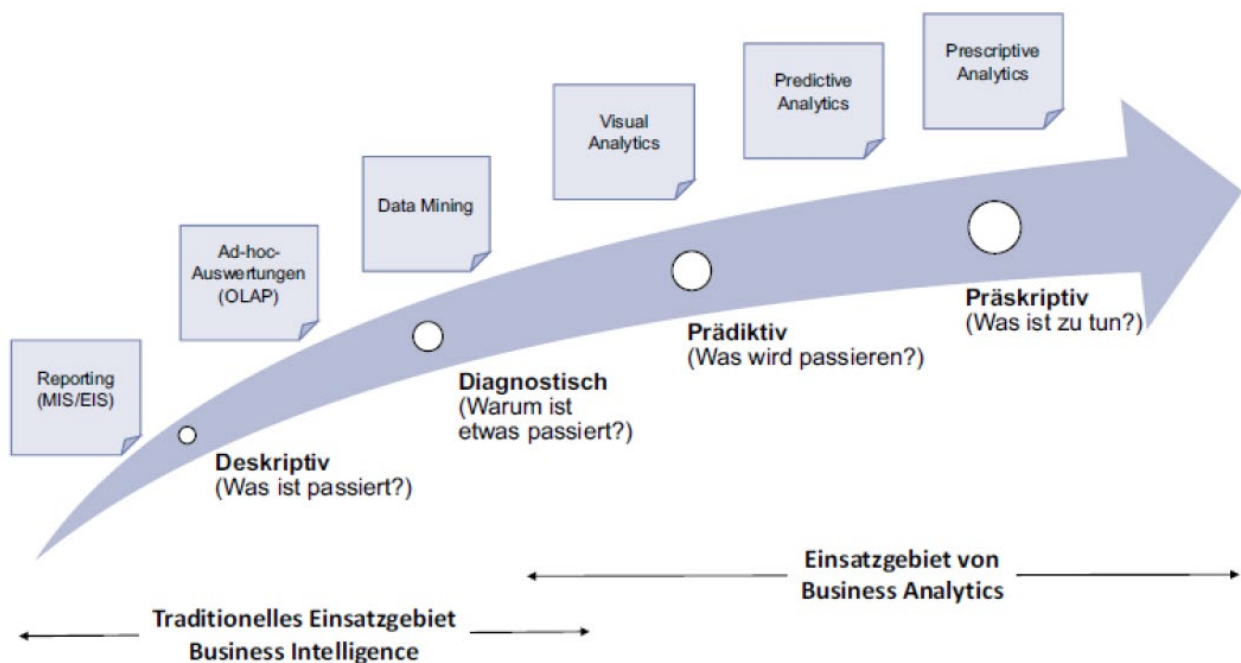 Reporting
(MIS/EIS)
Ad-hoc-
Auswertungen
(OLAP)
Data Mining
Visual
Analytics
Predictive
Analytics
Prescriptive
Analytics
Deskriptiv
(Was ist passiert?)
Diagnostisch
(Warum ist
etwas passiert?)
Prädiktiv
(Was wird passieren?)
Präskriptiv
(Was ist zu tun?)
Einsatzgebiet von
Business Analytics
Traditionelles Einsatzgebiet
Business Intelligence